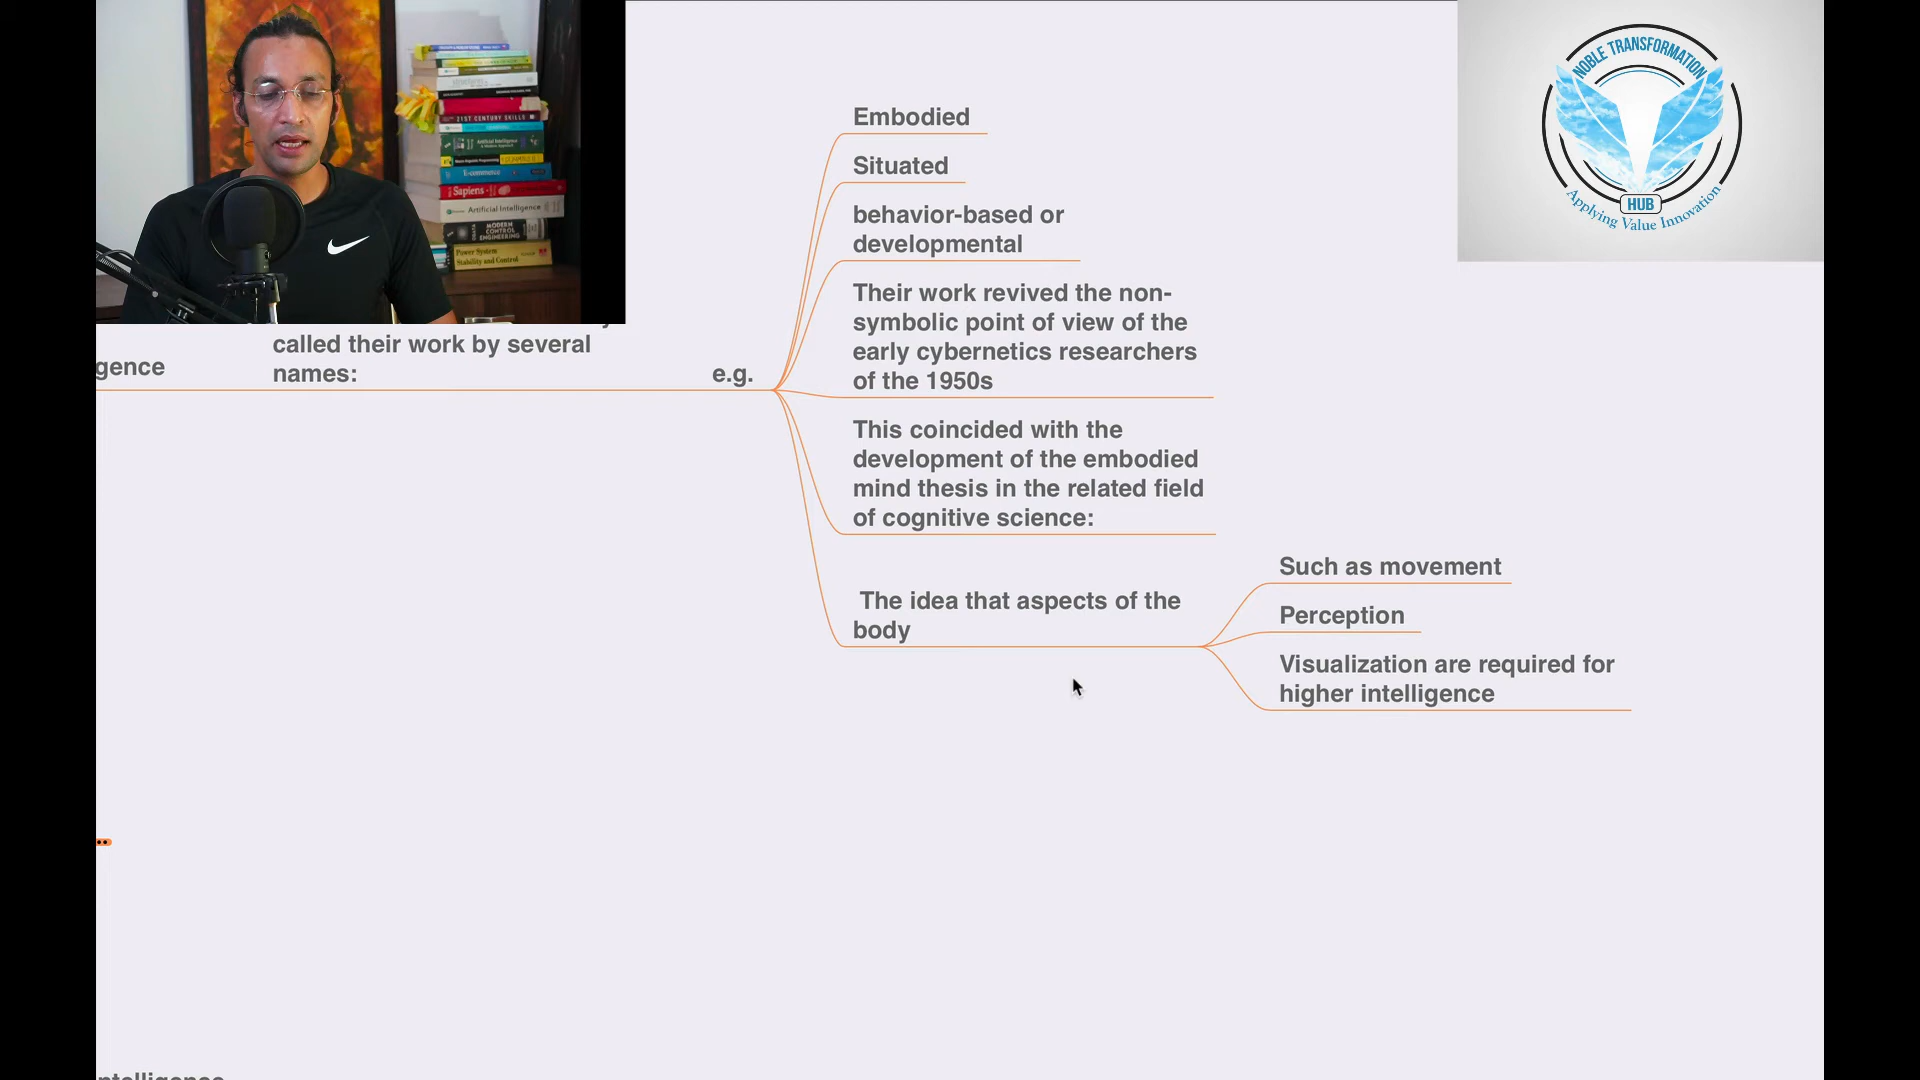 NOBLE TRANSFORMATION
HUB
Applying Value Innovation
21ST CENTURY SKILLS
Artificial Intelligence
E-commerce
Sapiens
Artificial Intelligence
MODERN CONTROL
ENGINEERING
Power System
Stability and Control
gence
called their work by several
names:
e.g.
Embodied
Situated
behavior-based or
developmental
Their work revived the non-
symbolic point of view of the
early cybernetics researchers
of the 1950s
This coincided with the
development of the embodied
mind thesis in the related field
of cognitive science:
The idea that aspects of the
body
Such as movement
Perception
Visualization are required for
higher intelligence
ntelligence